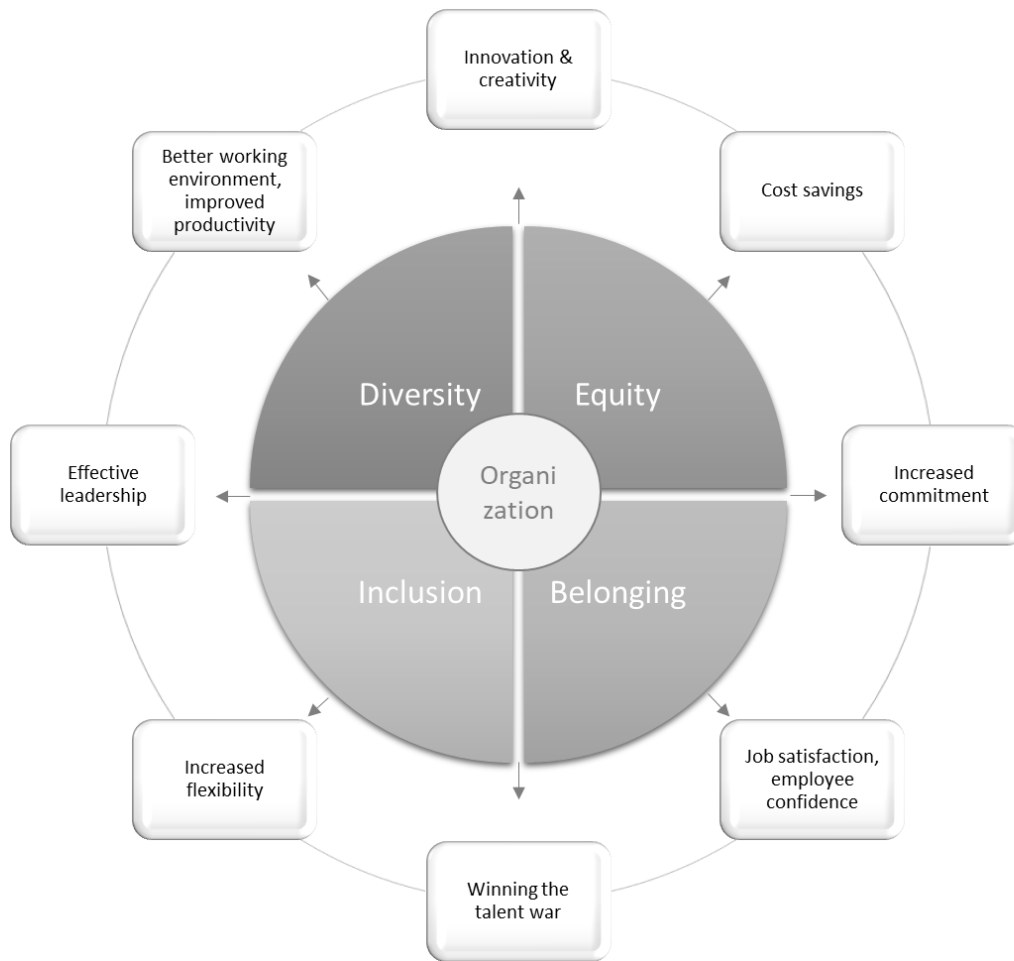 Innovation &
creativity
Better working
environment,
improved
productivity
Cost savings
Diversity
Equity
Effective
leadership
Organi
zation
Increased
commitment
Inclusion
Belonging
Increased
flexibility
Job satisfaction,
employee
confidence
Winning the
talent war